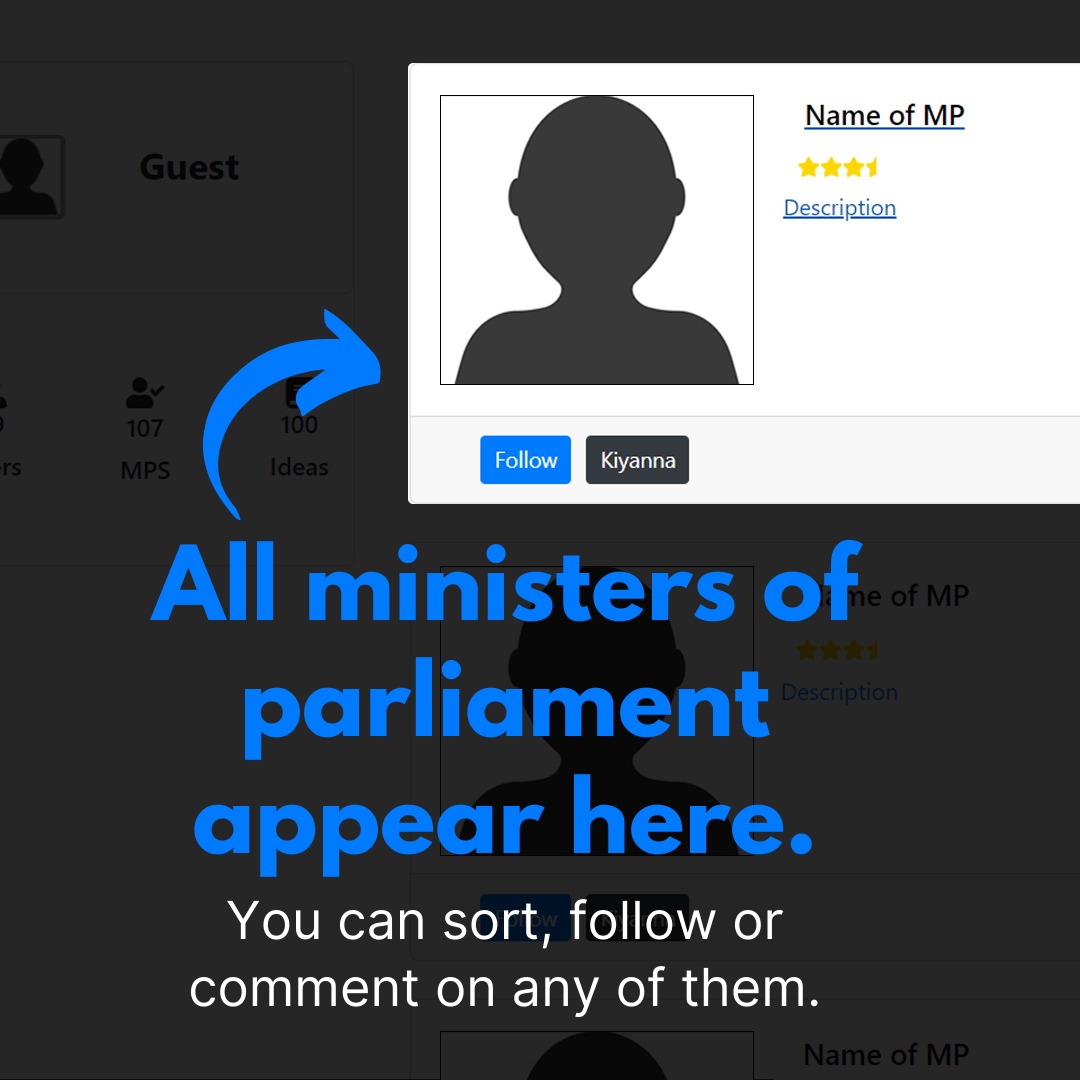 Name of MP
Guest
Description
107
100
MPS
Ideas
Follow
Kiyanna
All ministers of
parliament
appear here.
Name of MP
Description
You can sort, follow or
comment on any of them.
Name of MP